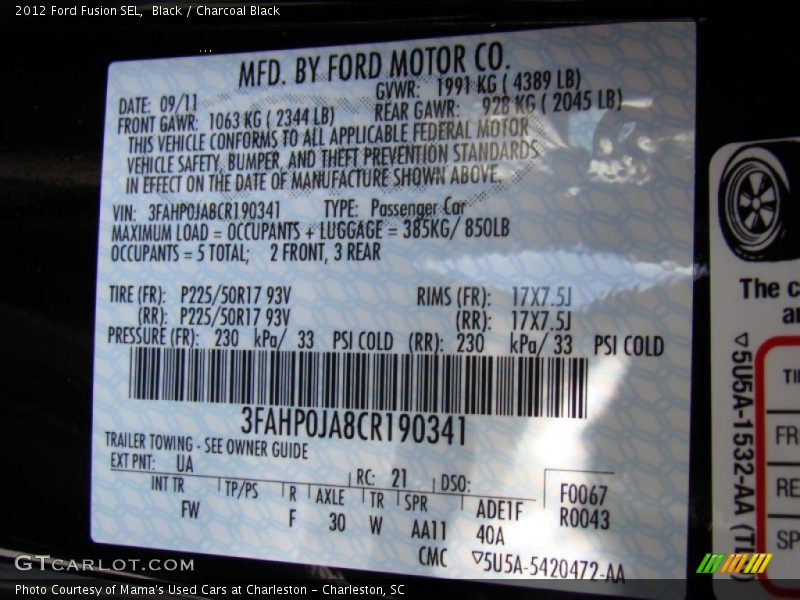 2012 Ford Fusion SEL, Black / Charcoal Black
MFD. BY FORD MOTOR CO.
DATE: 09/11 GVWR: 1991 KG ( 4389 LB)
FRONT GAWR: 1063 KG ( 2344 LB) REAR GAWR: 928 KG ( 2045 LB)
THIS VEHICLE CONFORMS TO ALL APPLICABLE FEDERAL MOTOR
VEHICLE SAFETY, BUMPER, AND THEFT PREVENTION STANDARDS
IN EFFECT ON THE DATE OF MANUFACTURE SHOWN ABOVE.
VIN: 3FAHP0JA8CR190341 TYPE: Passenger Car
MAXIMUM LOAD = OCCUPANTS + LUGGAGE = 385KG/ 850LB
OCCUPANTS = 5 TOTAL; 2 FRONT, 3 REAR
TIRE (FR): P225/50R17 93V RIMS (FR): 17X7.5J
(RR): P225/50R17 93V (RR): 17X7.5J
PRESSURE (FR): 230 kPa/ 33 PSI COLD (RR): 230 kPa/ 33 PSI COLD
3FAHP0JA8CR190341
TRAILER TOWING - SEE OWNER GUIDE
EXT PNT: UA RC: 21 DSO:
INT TR TP/PS R AXLE TR SPR ADE1F F0067
FW F 30 W AA11 40A R0043
CMC ▽5U5A-5420472-AA
The c
a
▽5U5A-1532-AA (T
TI
FR
RE
SP
GTCarLot.com
Photo Courtesy of Mama's Used Cars at Charleston - Charleston, SC